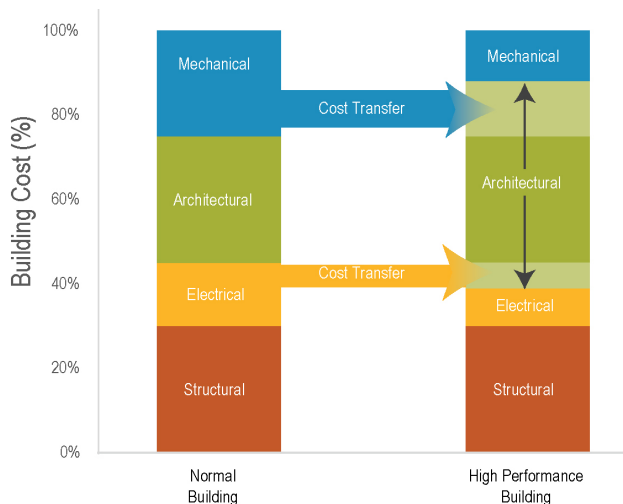 Building Cost (%)
100%
80%
60%
40%
20%
0%
Mechanical
Architectural
Electrical
Structural
Cost Transfer
Cost Transfer
Mechanical
Architectural
Electrical
Structural
Normal
Building
High Performance
Building